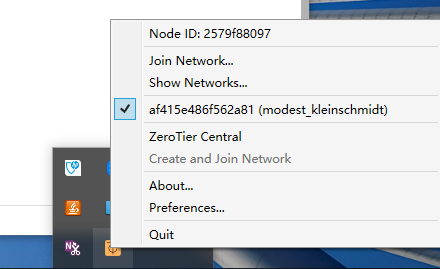 Node ID: 2579f88097
Join Network...
Show Networks...
af415e486f562a81 (modest_kleinschmidt)
ZeroTier Central
Create and Join Network
About...
Preferences...
Quit